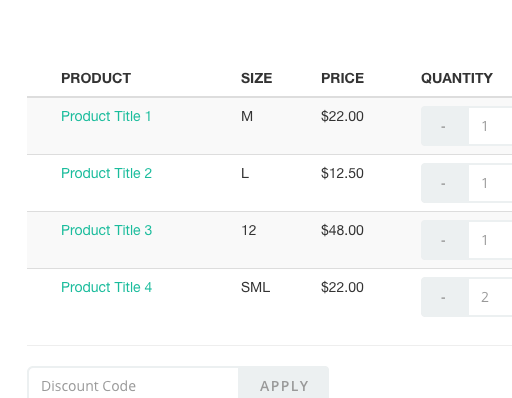 PRODUCT SIZE PRICE QUANTITY
Product Title 1 M $22.00 - 1
Product Title 2 L $12.50 - 1
Product Title 3 12 $48.00 - 1
Product Title 4 SML $22.00 - 2
Discount Code APPLY